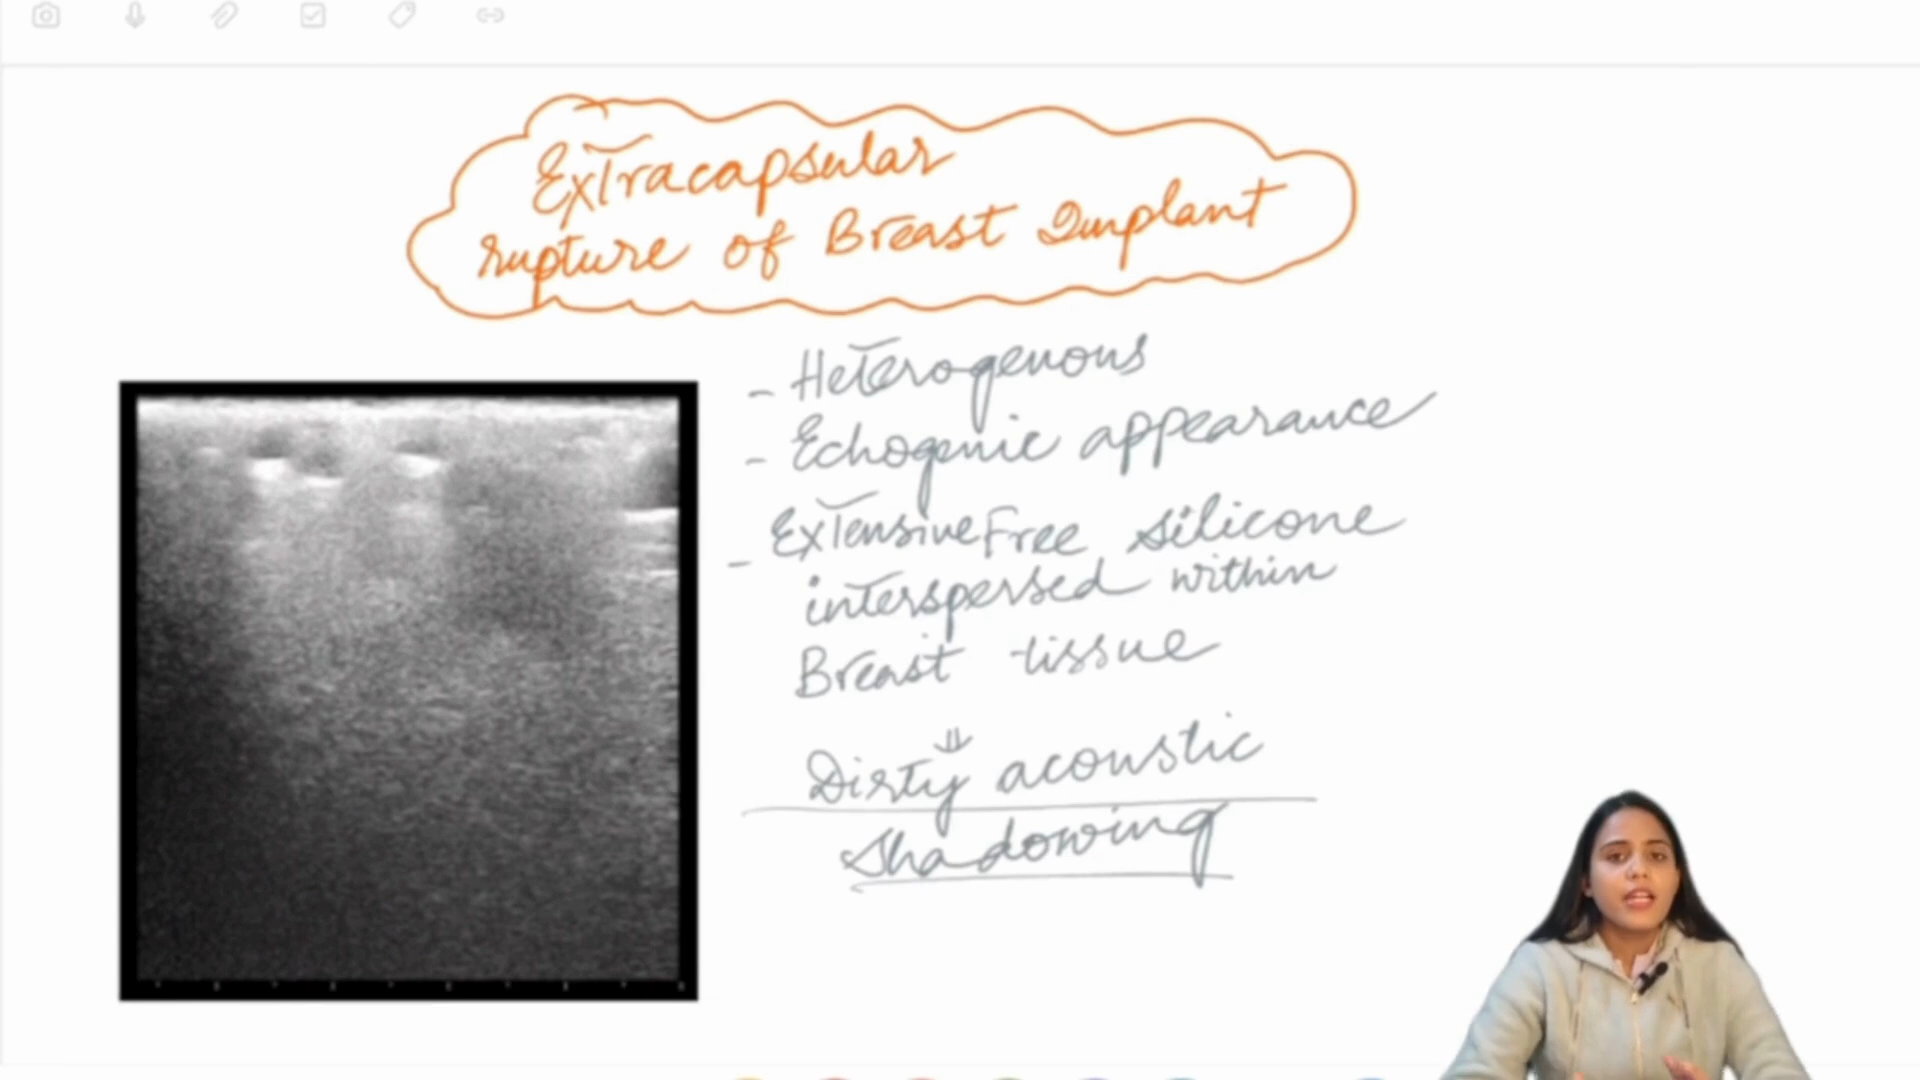 Extracapsular
rupture of Breast Implant
- Heterogenous
- Echogenic appearance
- Extensive Free silicone
interspersed within
Breast tissue
⇓
Dirty acoustic
shadowing